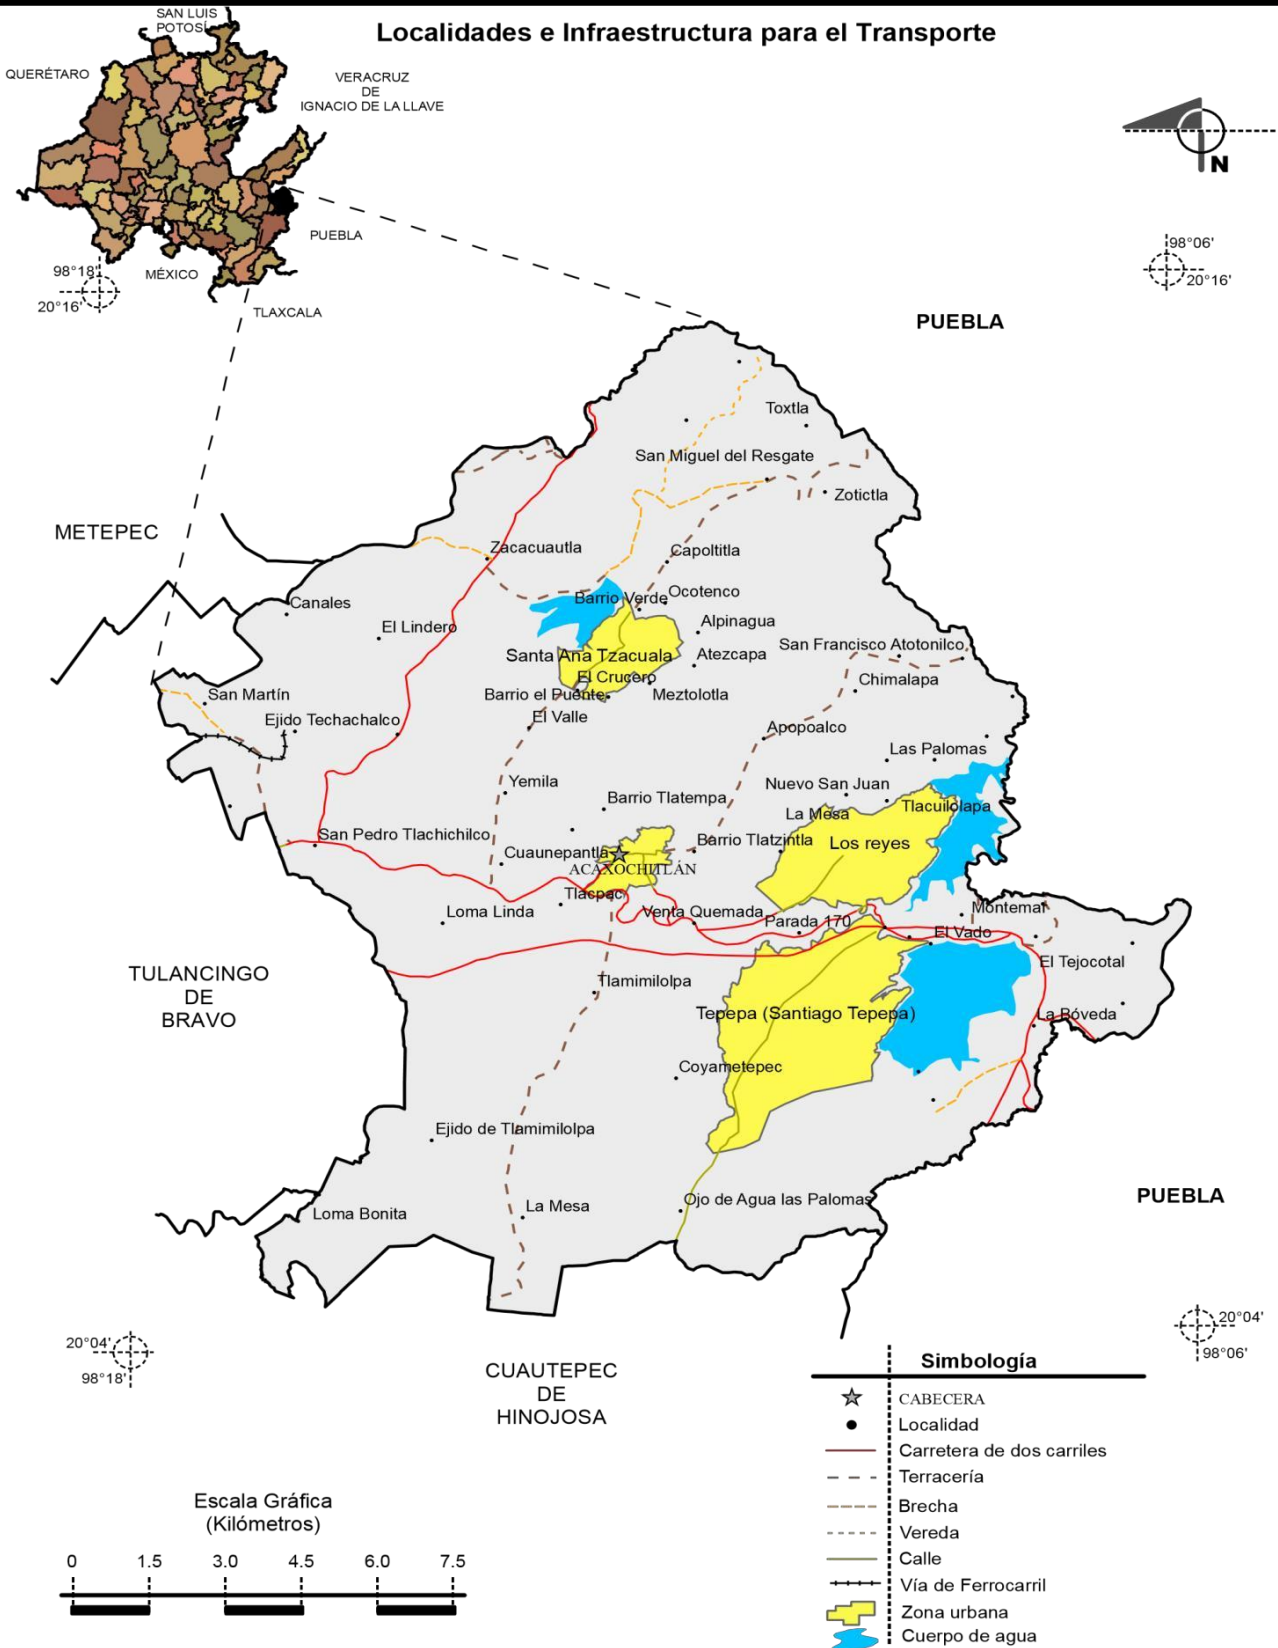 Localidades e Infraestructura para el Transporte
SAN LUIS
POTOSÍ
QUERÉTARO
VERACRUZ
DE
IGNACIO DE LA LLAVE
PUEBLA
MÉXICO
TLAXCALA
98°18'
20°16'
N
98°06'
20°16'
PUEBLA
METEPEC
Toxtla
San Miguel del Resgate
Zotictla
Zacacuautla
Capoltitla
Canales
Barrio Verde
Ocotenco
El Lindero
Alpinagua
San Francisco Atotonilco
Santa Ana Tzacuala
Atezcapa
El Crucero
Chimalapa
San Martín
Barrio el Puente
Meztolotla
Ejido Techachalco
El Valle
Apopoalco
Las Palomas
Yemila
Nuevo San Juan
Barrio Tlatempa
Tlacuilolapa
La Mesa
San Pedro Tlachichilco
Barrio Tlatzintla
Los reyes
Cuaunepantla
ACAXOCHITLÁN
Tlacpac
Loma Linda
Venta Quemada
Montemar
Parada 170
El Vado
El Tejocotal
TULANCINGO
DE
BRAVO
Tlamimilolpa
Tepepa (Santiago Tepepa)
La Bóveda
Coyametepec
Ejido de Tlamimilolpa
PUEBLA
Ojo de Agua las Palomas
La Mesa
Loma Bonita
20°04'
98°18'
20°04'
98°06'
CUAUTEPEC
DE
HINOJOSA
Simbología
CABECERA
Localidad
Carretera de dos carriles
Terracería
Brecha
Vereda
Calle
Vía de Ferrocarril
Zona urbana
Cuerpo de agua
Escala Gráfica
(Kilómetros)
0 1.5 3.0 4.5 6.0 7.5